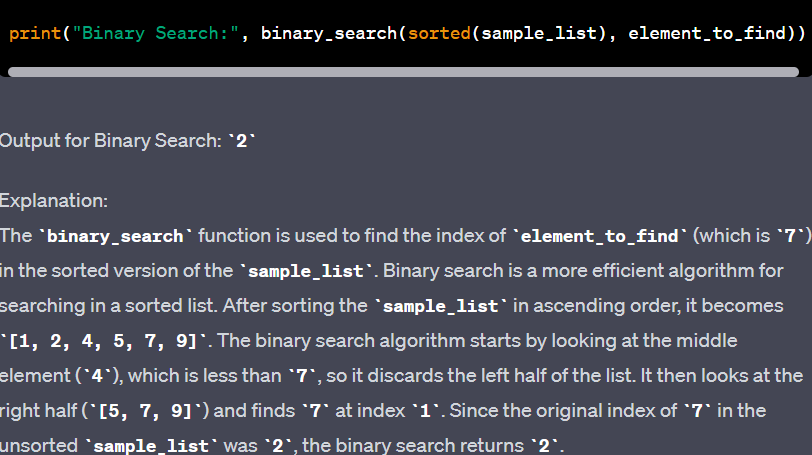 print("Binary Search:", binary_search(sorted(sample_list), element_to_find))
Output for Binary Search: `2`
Explanation:
The `binary_search` function is used to find the index of `element_to_find` (which is `7`)
in the sorted version of the `sample_list`. Binary search is a more efficient algorithm for
searching in a sorted list. After sorting the `sample_list` in ascending order, it becomes
`[1, 2, 4, 5, 7, 9]`. The binary search algorithm starts by looking at the middle
element (`4`), which is less than `7`, so it discards the left half of the list. It then looks at the
right half (`[5, 7, 9]`) and finds `7` at index `1`. Since the original index of `7` in the
unsorted `sample_list` was `2`, the binary search returns `2`.